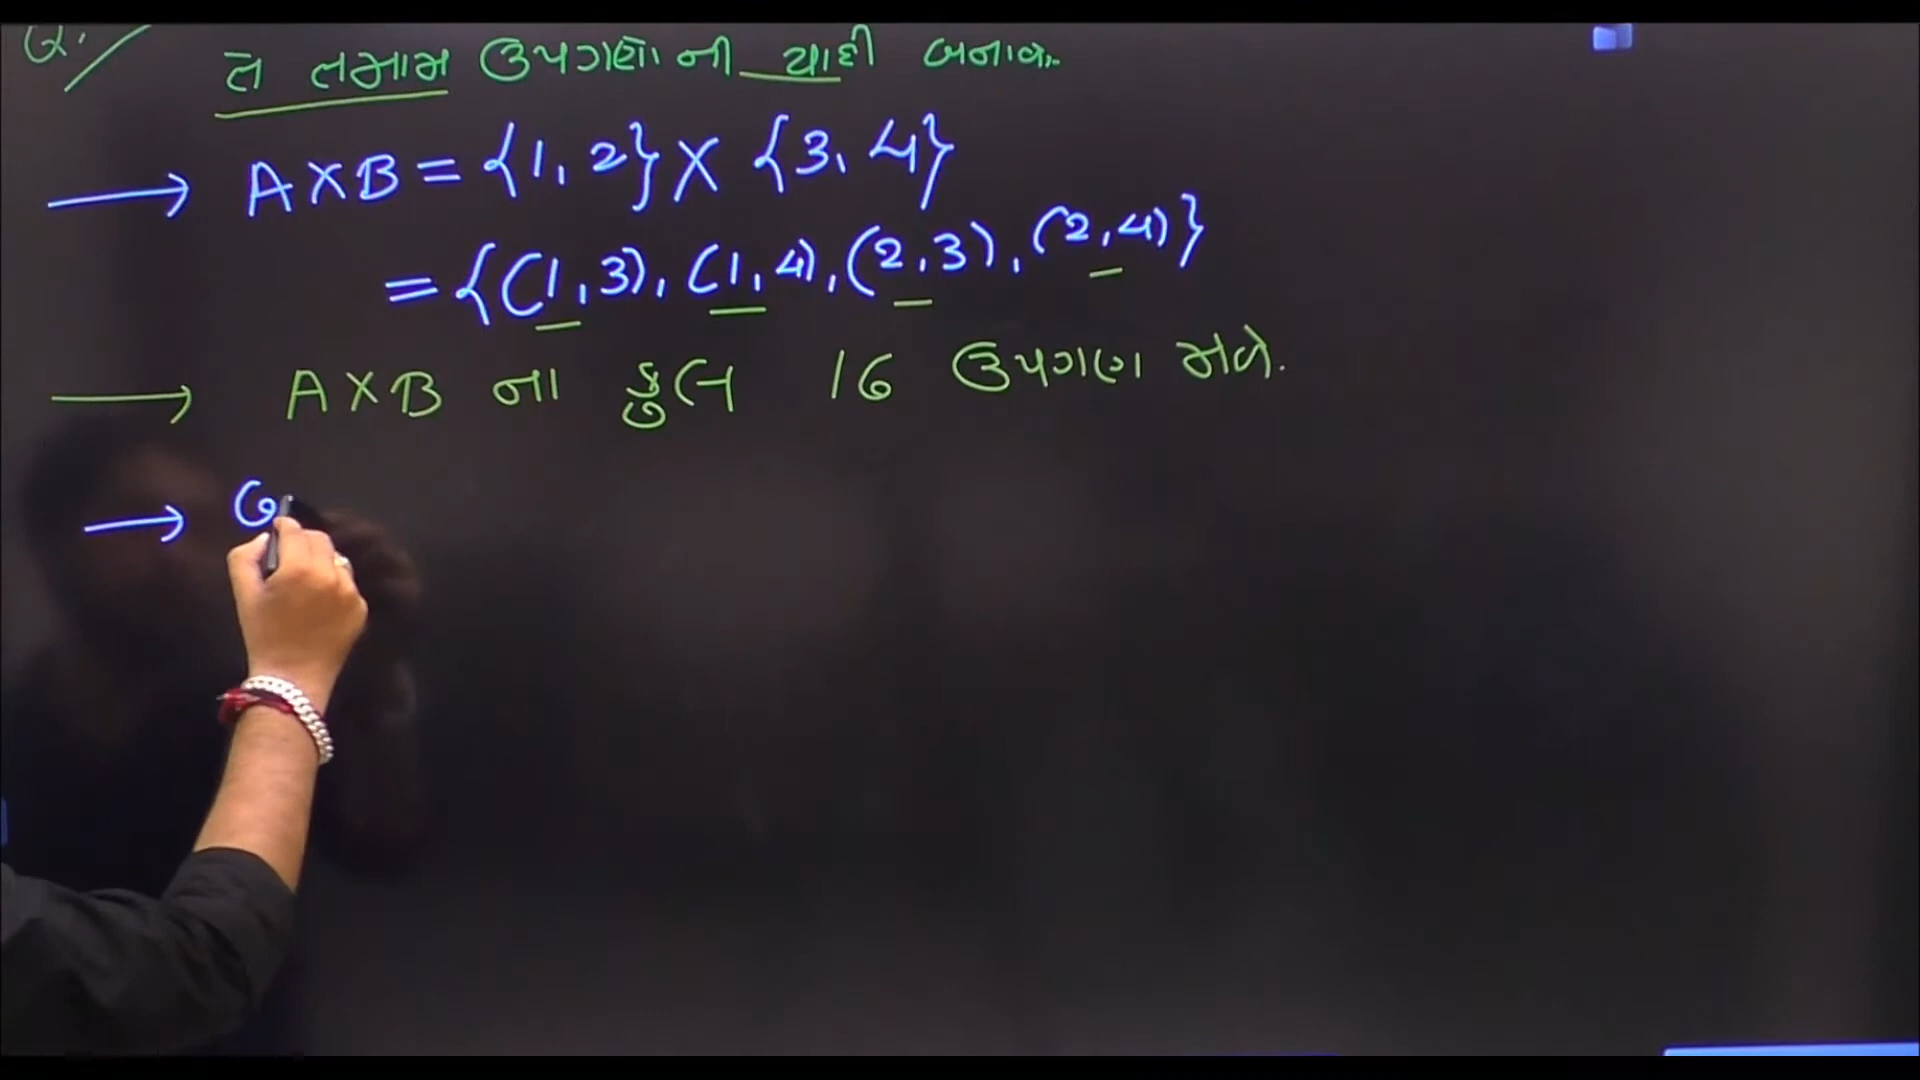 તે તમામ ઉપગણોની યાદી બનાવો.
→ A×B = {1, 2} × {3, 4}
= {(1, 3), (1, 4), (2, 3), (2, 4)}
→ A×B ના કુલ 16 ઉપગણ મળે.
→ ઉ